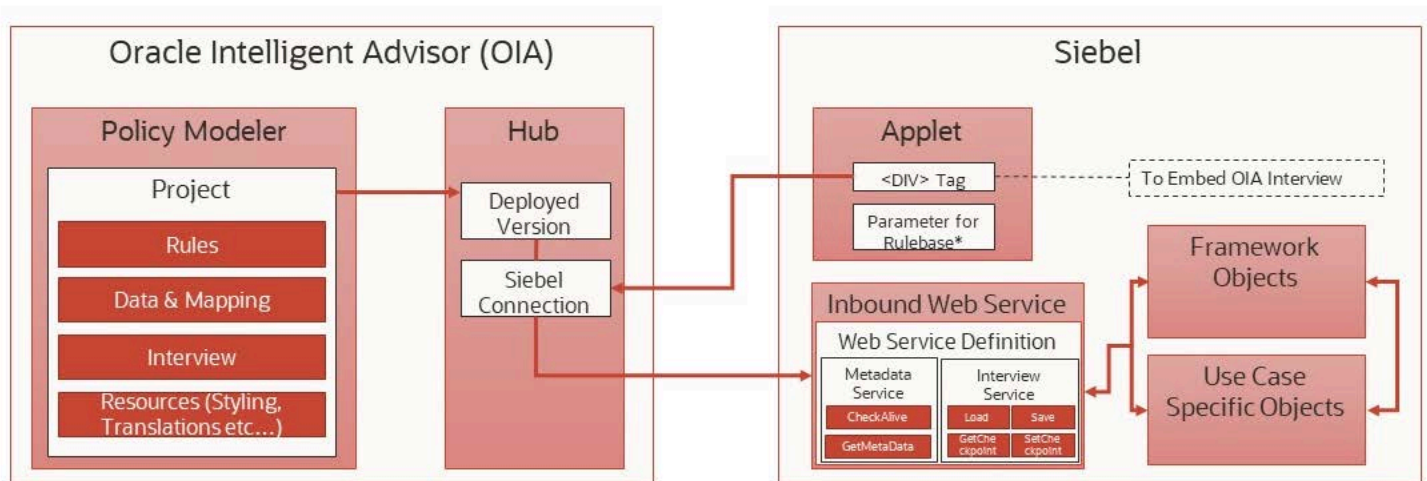 Oracle Intelligent Advisor (OIA)
Policy Modeler
Project
Rules
Data & Mapping
Interview
Resources (Styling,
Translations etc...)
Hub
Deployed
Version
Siebel
Connection
Siebel
Applet
<DIV> Tag
To Embed OIA Interview
Parameter for
Rulebase*
Inbound Web Service
Web Service Definition
Metadata
Service
CheckAlive
GetMetaData
Interview
Service
Load
Save
GetChe
ckpoint
SetChe
ckpoint
Framework
Objects
Use Case
Specific Objects